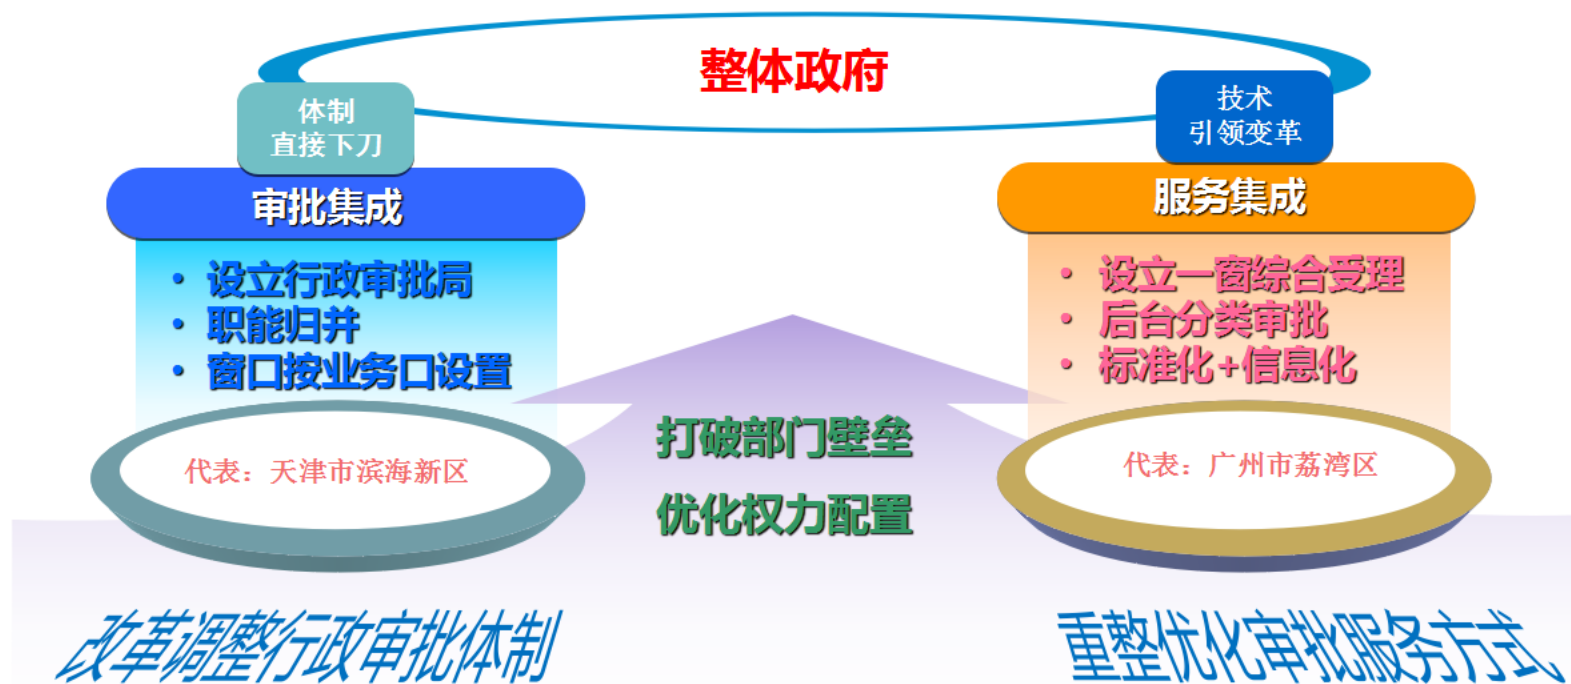 整体政府
体制
直接下刀
审批集成
• 设立行政审批局
• 职能归并
• 窗口按业务口设置
代表：天津市滨海新区
改革调整行政审批体制
打破部门壁垒
优化权力配置
技术
引领变革
服务集成
• 设立一窗综合受理
• 后台分类审批
• 标准化+信息化
代表：广州市荔湾区
重整优化审批服务方式